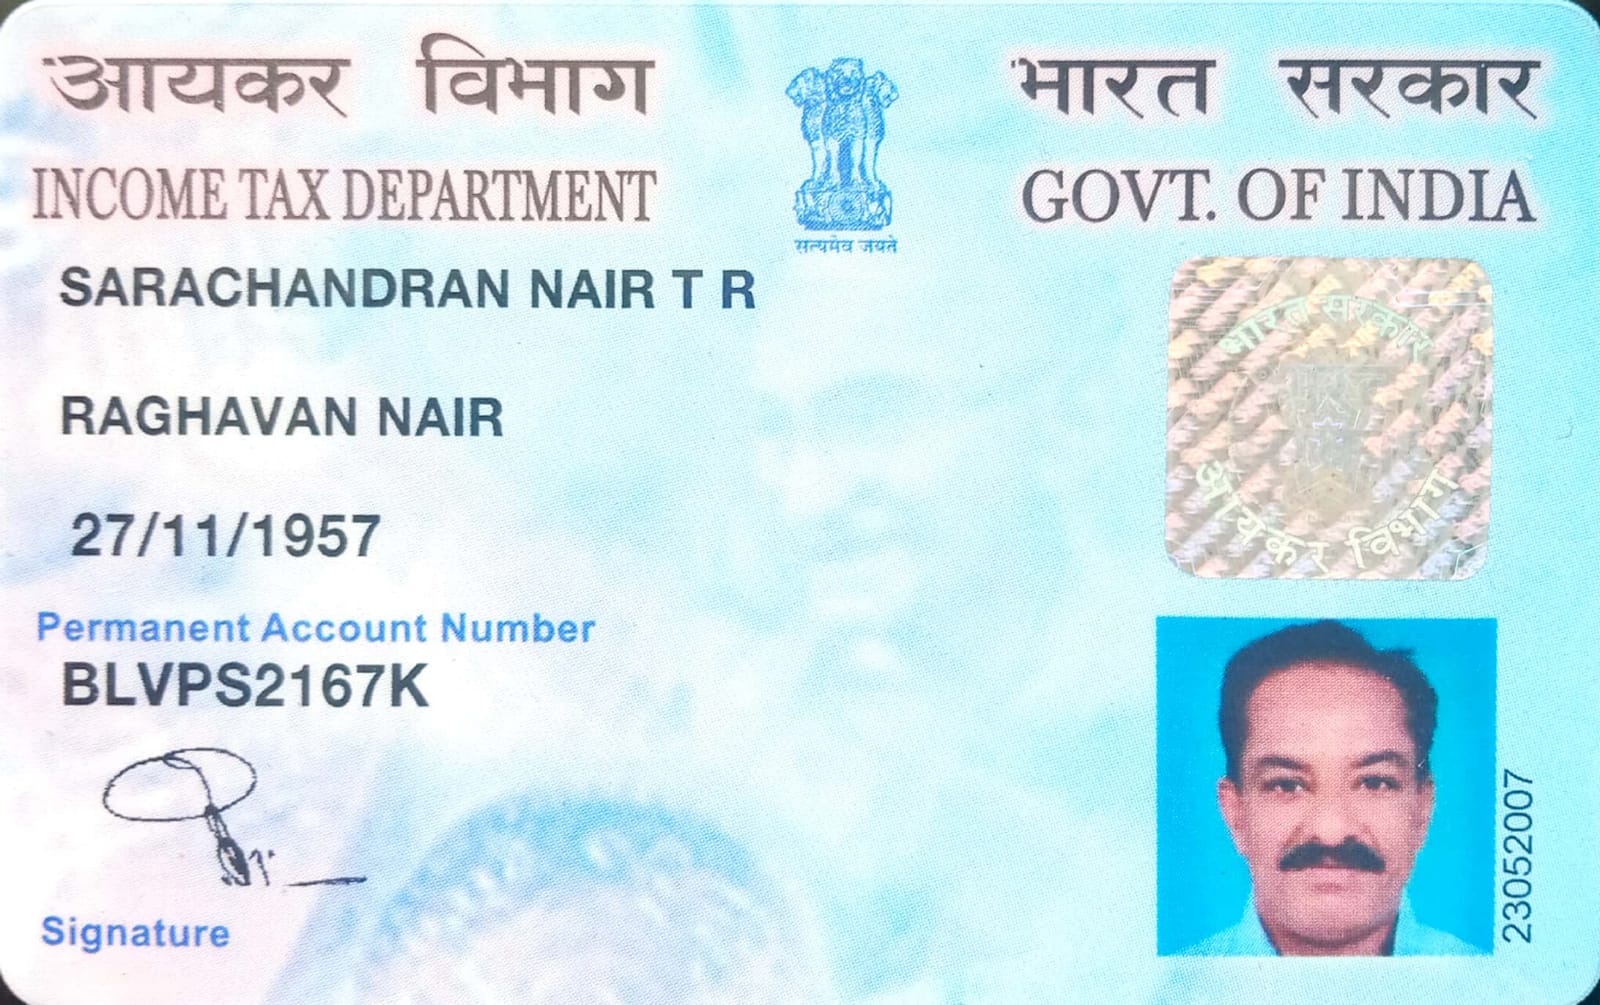 आयकर विभाग
INCOME TAX DEPARTMENT
सत्यमेव जयते
भारत सरकार
GOVT. OF INDIA
SARACHANDRAN NAIR T R
RAGHAVAN NAIR
27/11/1957
Permanent Account Number
BLVPS2167K
Signature
भारत सरकार
आयकर विभाग
23052007